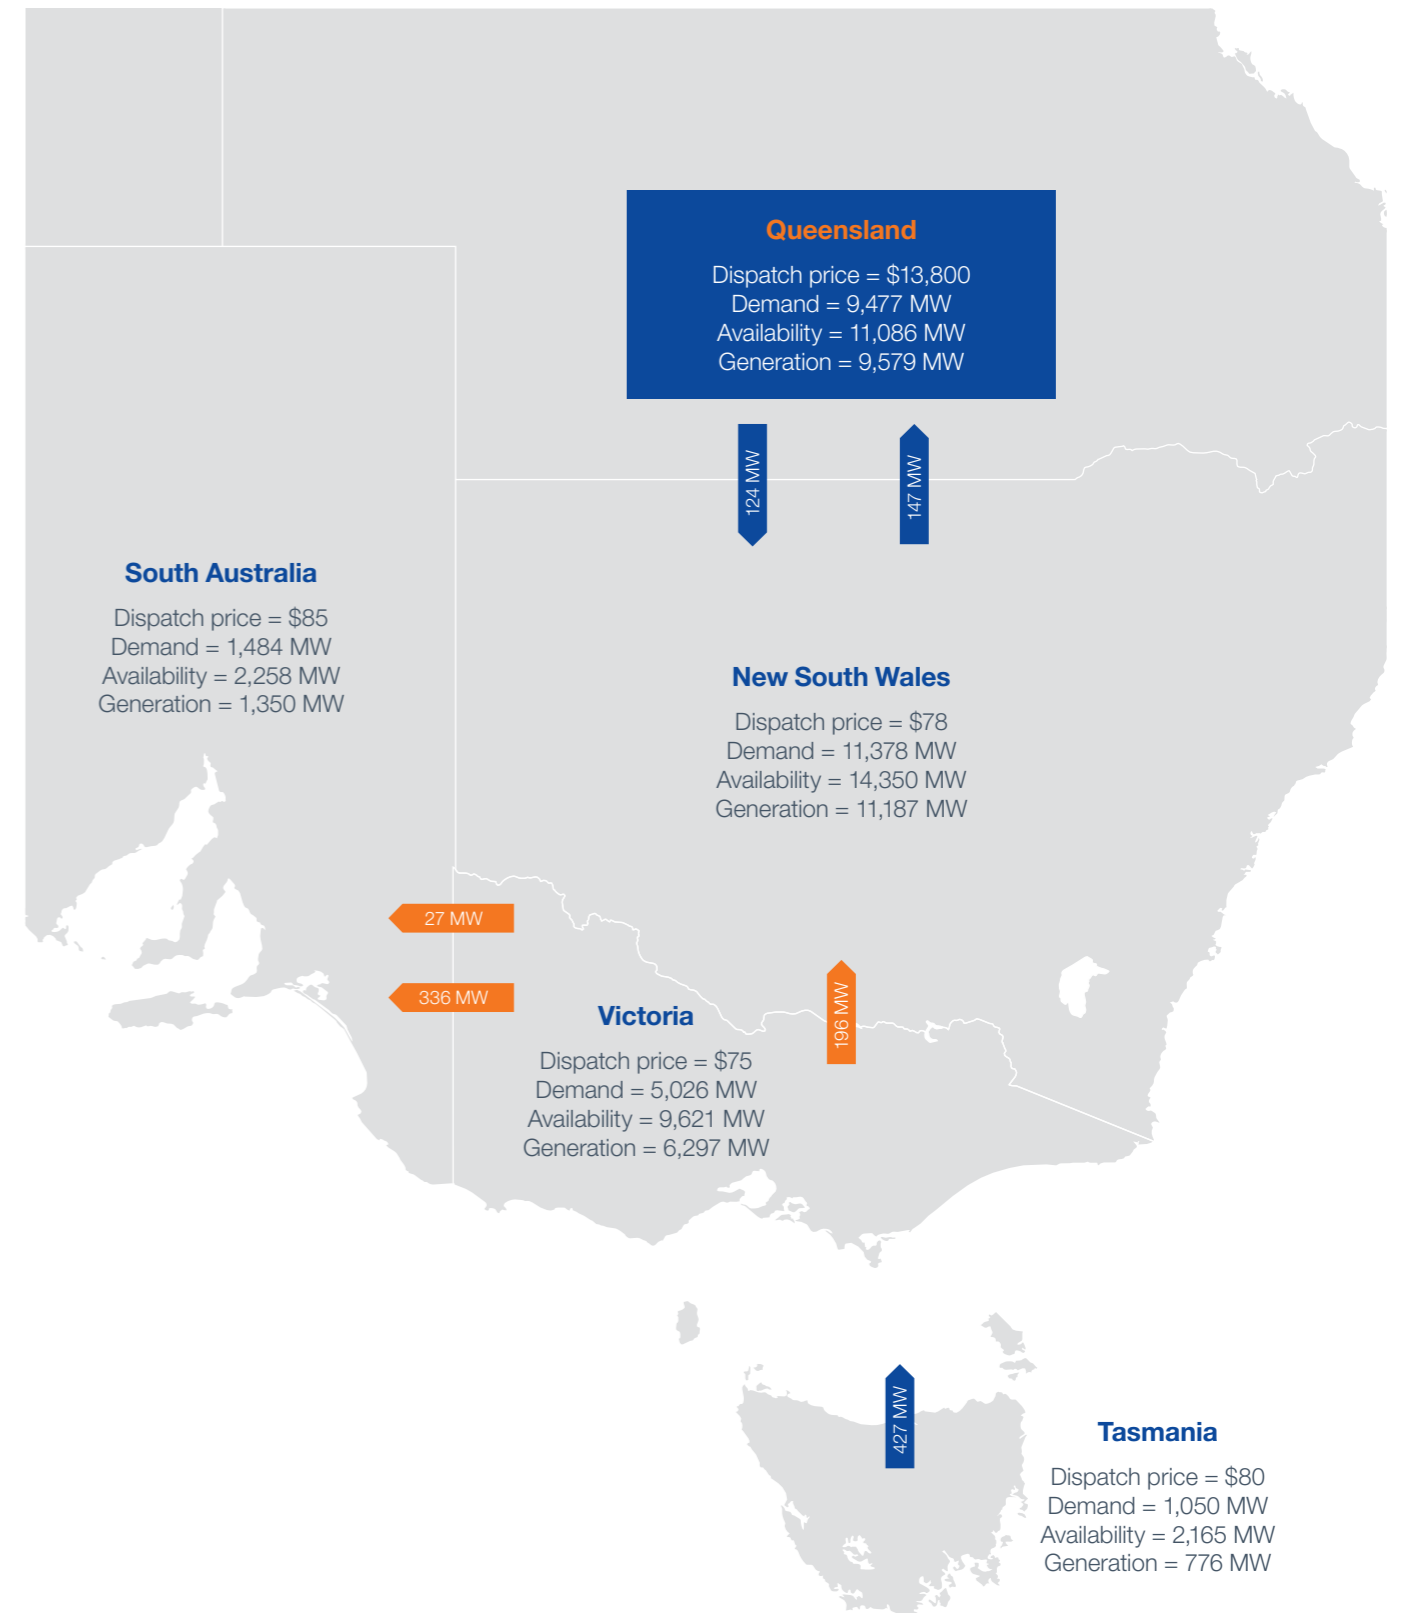 Queensland
Dispatch price = $13,800
Demand = 9,477 MW
Availability = 11,086 MW
Generation = 9,579 MW
124 MW
147 MW
South Australia
Dispatch price = $85
Demand = 1,484 MW
Availability = 2,258 MW
Generation = 1,350 MW
New South Wales
Dispatch price = $78
Demand = 11,378 MW
Availability = 14,350 MW
Generation = 11,187 MW
27 MW
336 MW
196 MW
Victoria
Dispatch price = $75
Demand = 5,026 MW
Availability = 9,621 MW
Generation = 6,297 MW
427 MW
Tasmania
Dispatch price = $80
Demand = 1,050 MW
Availability = 2,165 MW
Generation = 776 MW